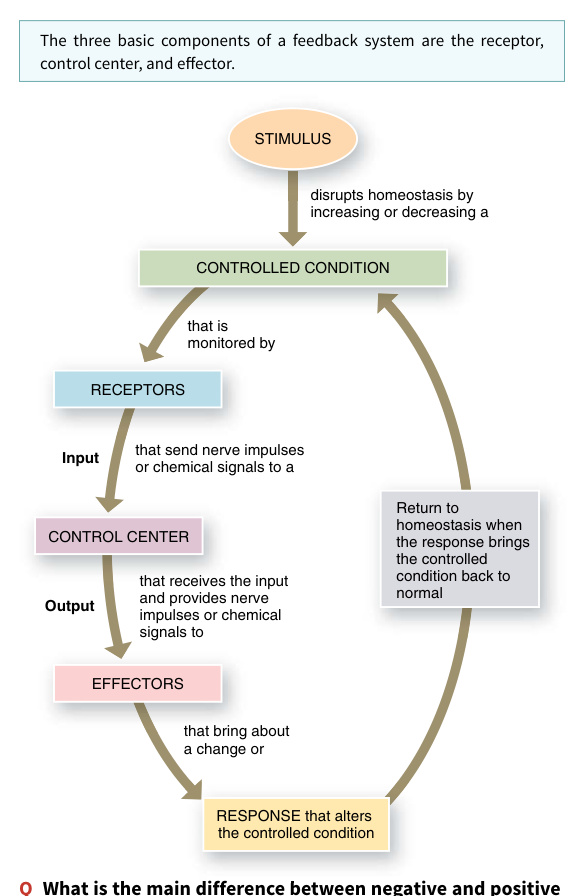 The three basic components of a feedback system are the receptor,
control center, and effector.
STIMULUS
disrupts homeostasis by
increasing or decreasing a
CONTROLLED CONDITION
that is
monitored by
RECEPTORS
Input
that send nerve impulses
or chemical signals to a
CONTROL CENTER
Output
that receives the input
and provides nerve
impulses or chemical
signals to
EFFECTORS
that bring about
a change or
RESPONSE that alters
the controlled condition
Return to
homeostasis when
the response brings
the controlled
condition back to
normal
Q What is the main difference between negative and positive